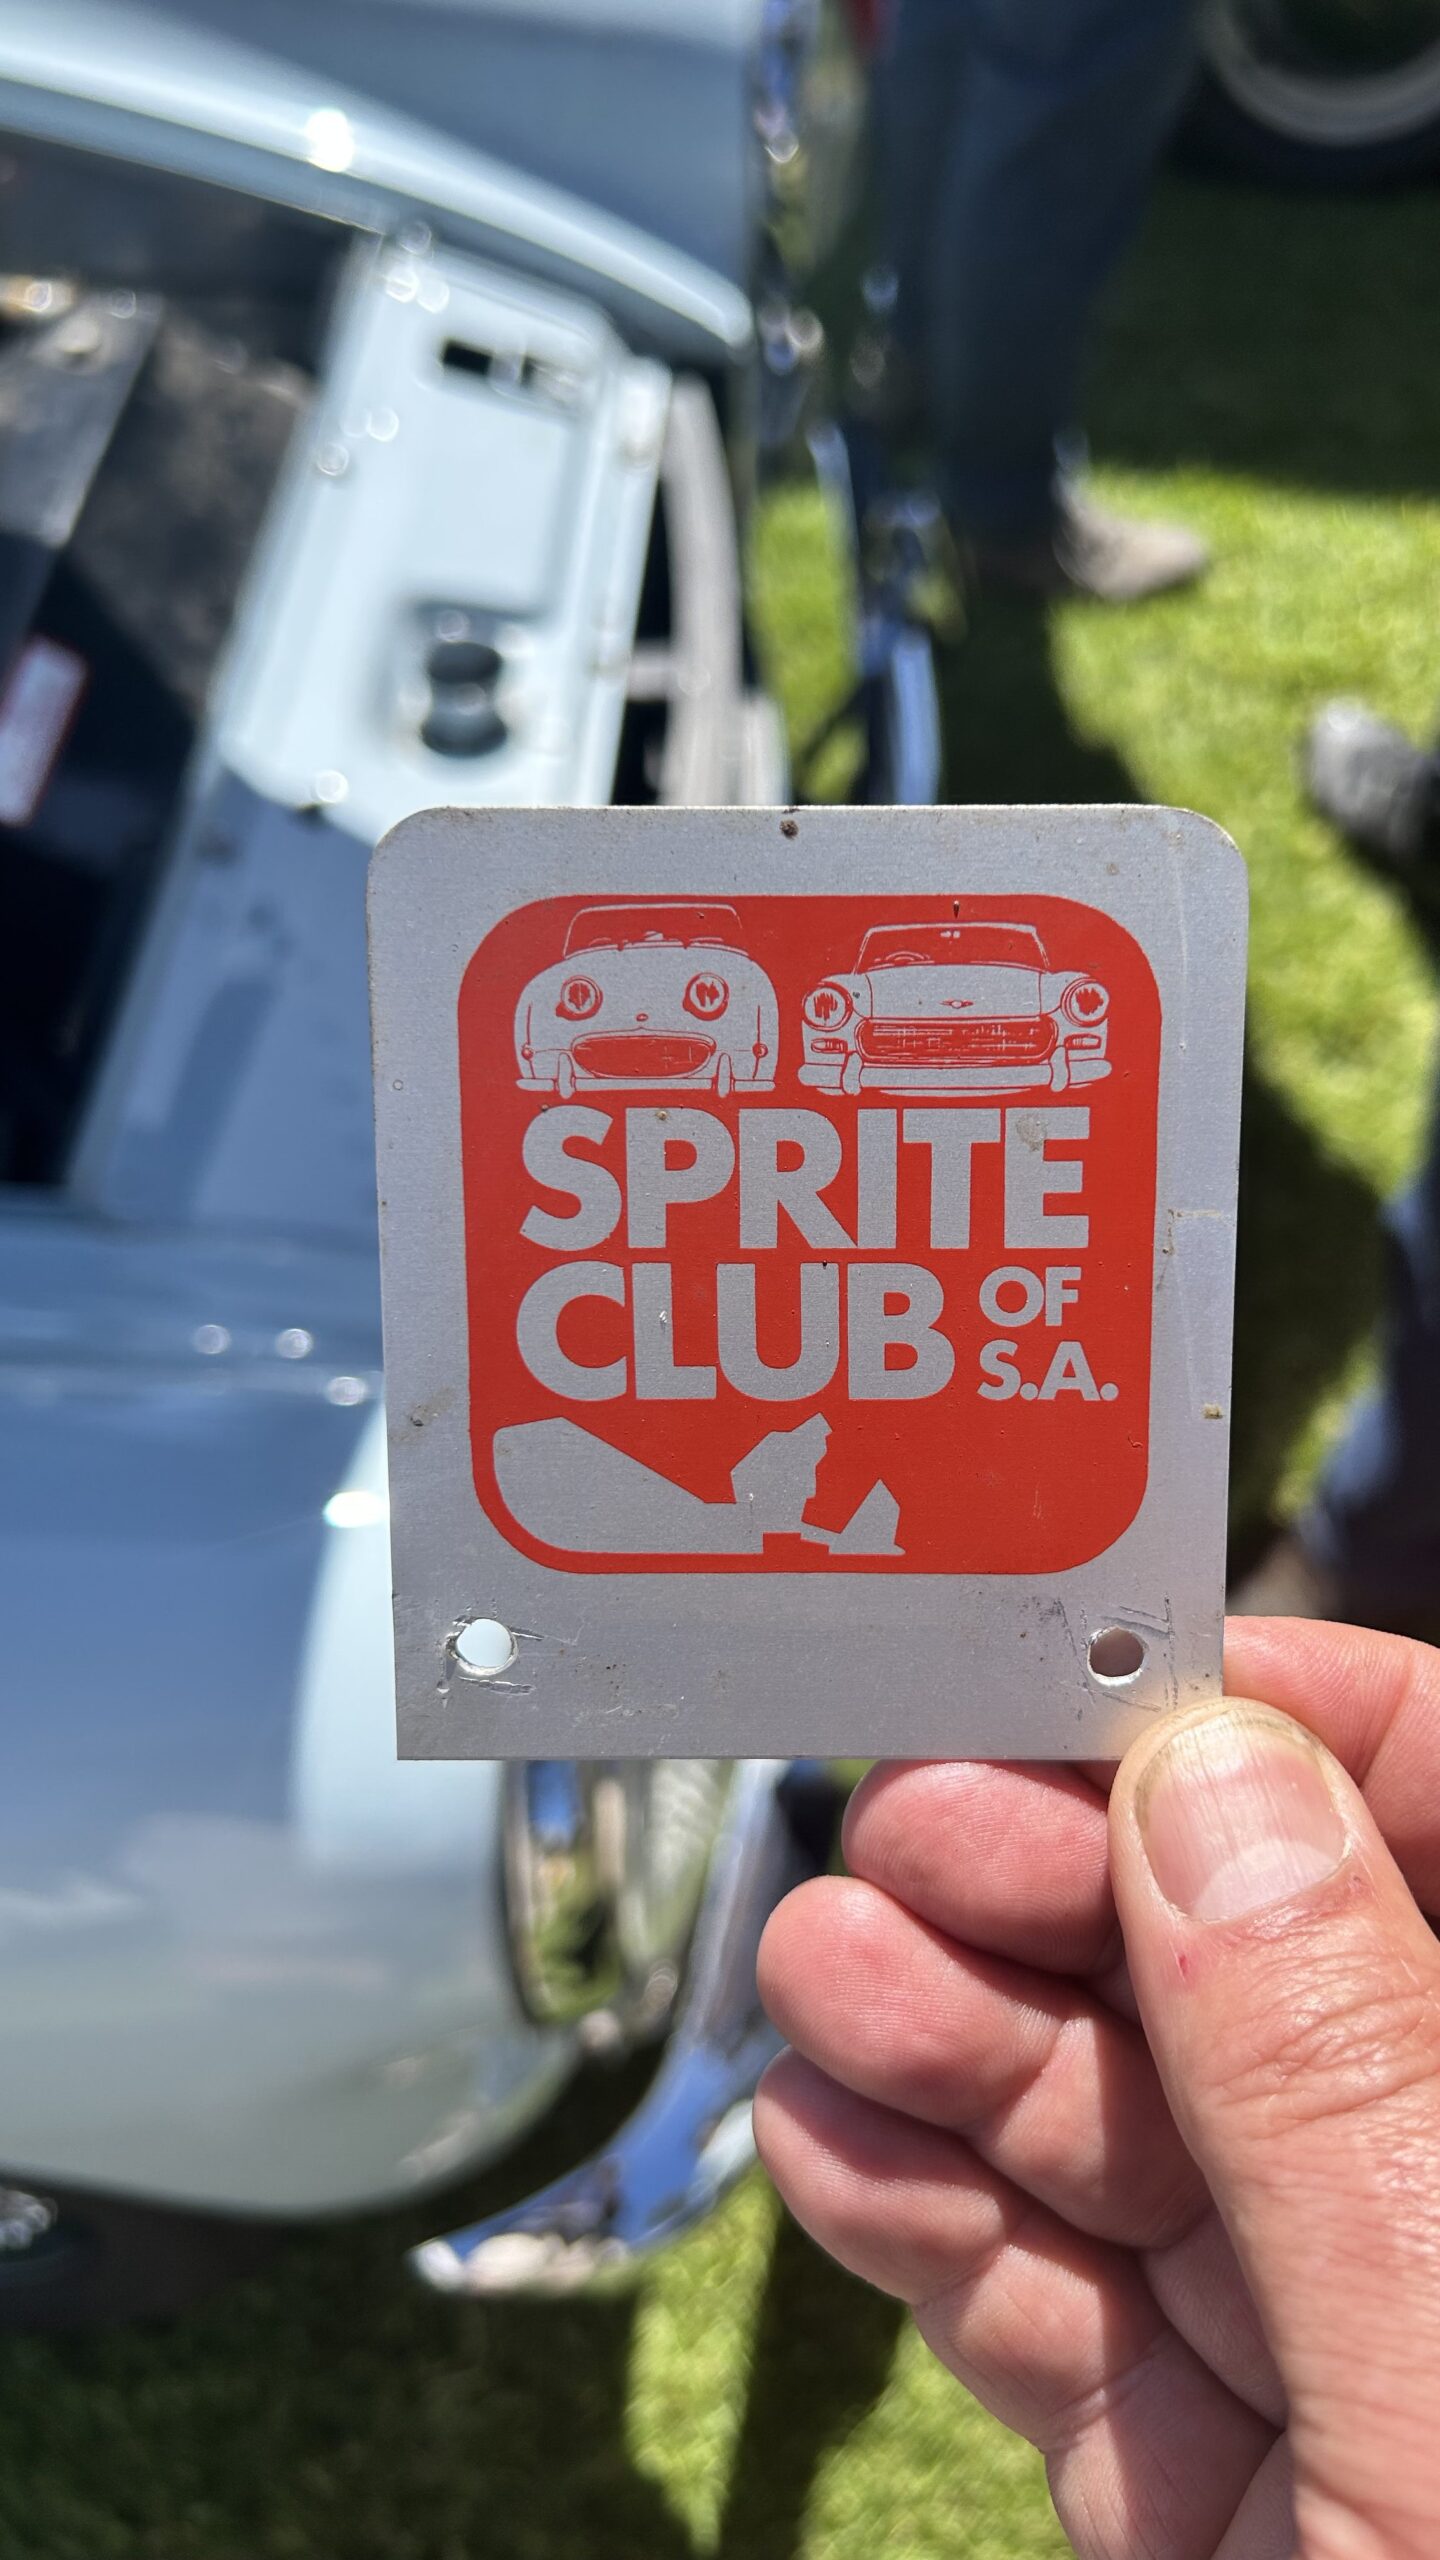 SPRITE
CLUB OF
S.A.